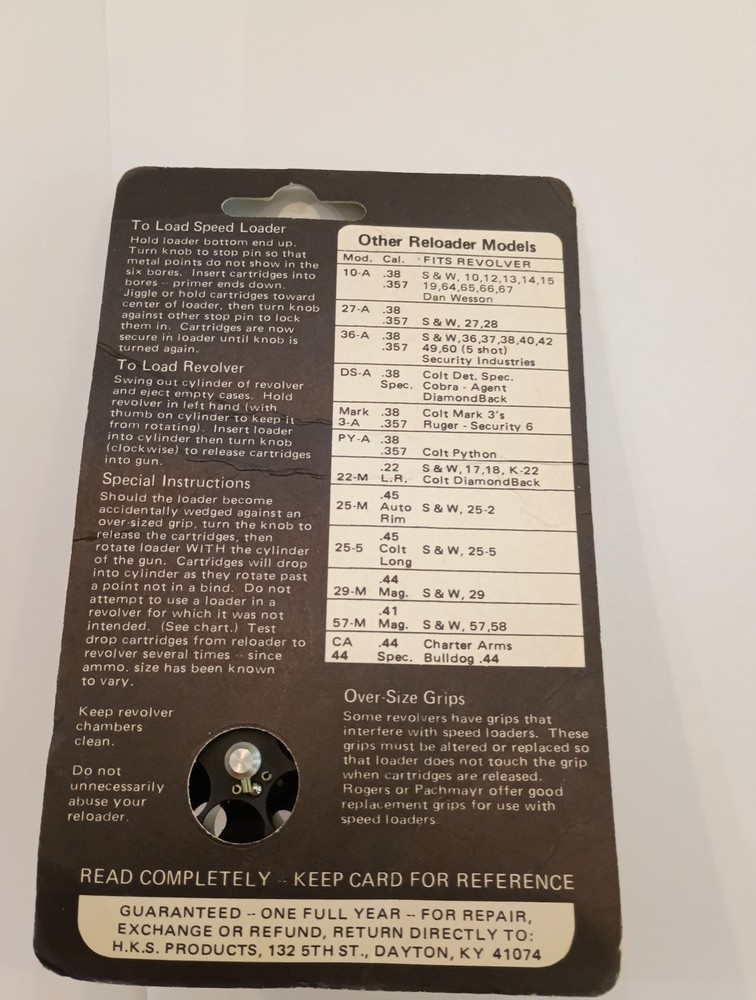 To Load Speed Loader
Hold loader bottom end up.
Turn knob to stop pin so that
metal points do not show in the
six bores. Insert cartridges into
bores -- primer ends down.
Jiggle or hold cartridges toward
center of loader, then turn knob
against other stop pin to lock
them in. Cartridges are now
secure in loader until knob is
turned again.
To Load Revolver
Swing out cylinder of revolver
and eject empty cases. Hold
revolver in left hand (with
thumb on cylinder to keep it
from rotating). Insert loader
into cylinder then turn knob
(clockwise) to release cartridges
into gun.
Special Instructions
Should the loader become
accidentally wedged against an
over-sized grip, turn the knob to
release the cartridges, then
rotate loader WITH the cylinder
of the gun. Cartridges will drop
into cylinder as they rotate past
a point not in a bind. Do not
attempt to use a loader in a
revolver for which it was not
intended. (See chart.) Test
drop cartridges from reloader to
revolver several times -- since
ammo. size has been known
to vary.
Keep revolver
chambers
clean.
Do not
unnecessarily
abuse your
reloader.
Other Reloader Models
Mod. Cal. FITS REVOLVER
10-A .38 S & W, 10,12,13,14,15
.357 19,64,65,66,67
Dan Wesson
27-A .38
.357 S & W, 27,28
36-A .38 S & W,36,37,38,40,42
.357 49,60 (5 shot)
Security Industries
DS-A .38 Colt Det. Spec.
Spec. Cobra - Agent
DiamondBack
Mark .38 Colt Mark 3's
3-A .357 Ruger - Security 6
PY-A .38
.357 Colt Python
.22 S & W, 17,18, K-22
22-M L.R. Colt DiamondBack
.45
25-M Auto S & W, 25-2
Rim
.45
25-5 Colt S & W, 25-5
Long
.44
29-M Mag. S & W, 29
.41
57-M Mag. S & W, 57,58
CA .44 Charter Arms
44 Spec. Bulldog .44
Over-Size Grips
Some revolvers have grips that
interfere with speed loaders. These
grips must be altered or replaced so
that loader does not touch the grip
when cartridges are released.
Rogers or Pachmayr offer good
replacement grips for use with
speed loaders.
READ COMPLETELY -- KEEP CARD FOR REFERENCE
GUARANTEED -- ONE FULL YEAR -- FOR REPAIR,
EXCHANGE OR REFUND, RETURN DIRECTLY TO:
H.K.S. PRODUCTS, 132 5TH ST., DAYTON, KY 41074